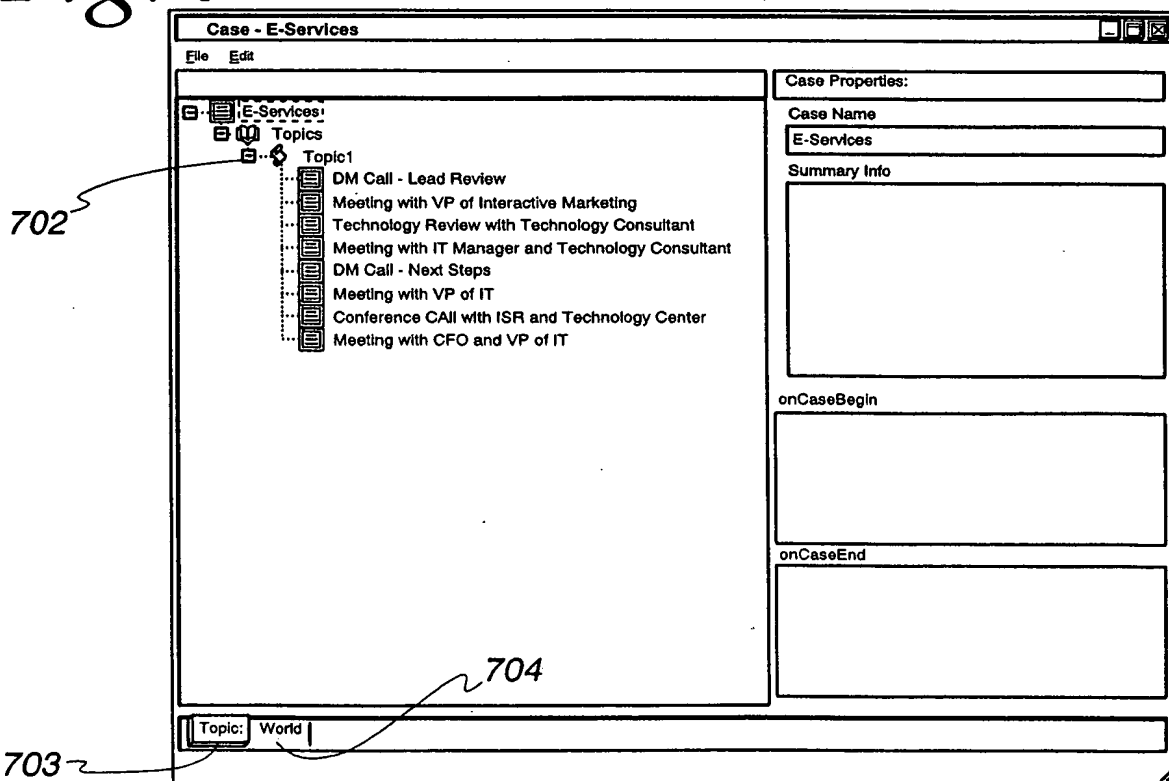 Case - E-Services
File Edit
Case Properties:
E-Services
Case Name
Topics
E-Services
Topic1
Summary Info
DM Call - Lead Review
702
Meeting with VP of Interactive Marketing
Technology Review with Technology Consultant
Meeting with IT Manager and Technology Consultant
DM Call - Next Steps
Meeting with VP of IT
Conference CAll with ISR and Technology Center
Meeting with CFO and VP of IT
onCaseBegin
onCaseEnd
704
Topic: World
703